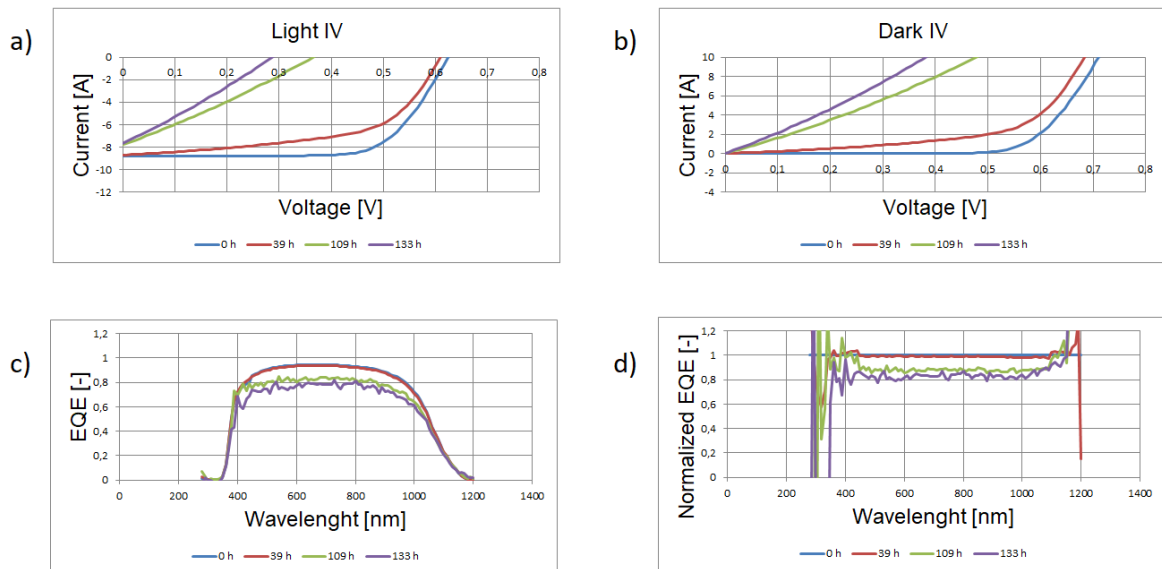 a)
Light IV
0
-2
-4
-6
-8
-10
-12
0 0,1 0,2 0,3 0,4 0,5 0,6 0,7 0,8
Current [A]
Voltage [V]
0 h 39 h 109 h 133 h
b)
Dark IV
10
8
6
4
2
0
-2
-4
0 0,1 0,2 0,3 0,4 0,5 0,6 0,7 0,8
Current [A]
Voltage [V]
0 h 39 h 109 h 133 h
c)
1,2
1
0,8
0,6
0,4
0,2
0
0 200 400 600 800 1000 1200 1400
EQE [-]
Wavelenght [nm]
0 h 39 h 109 h 133 h
d)
1,2
1
0,8
0,6
0,4
0,2
0
0 200 400 600 800 1000 1200 1400
Normalized EQE [-]
Wavelenght [nm]
0 h 39 h 109 h 133 h